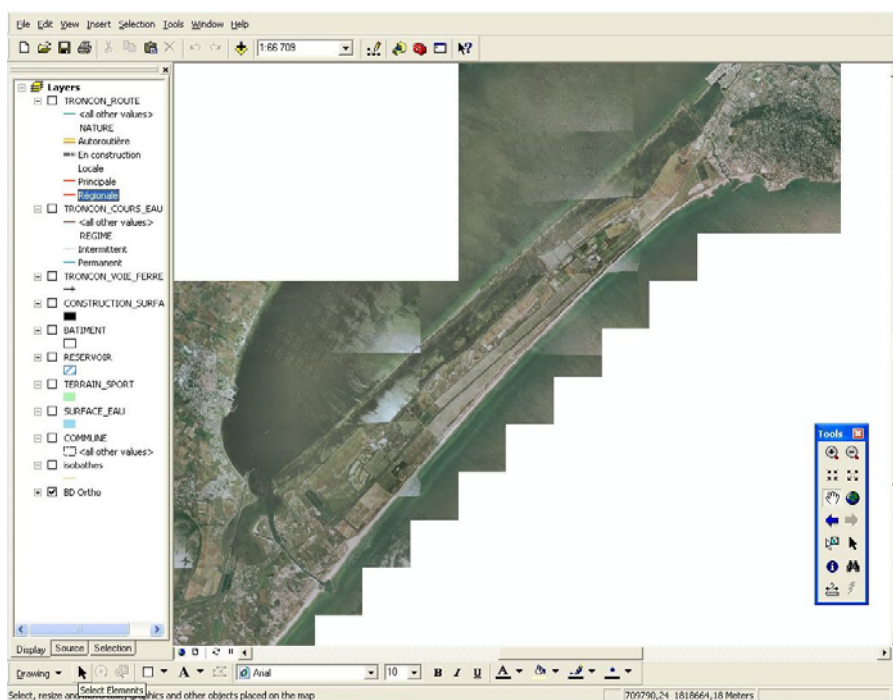 File Edit View Insert Selection Tools Window Help
1:66 709
Layers
TRONCON_ROUTE
<all other values>
NATURE
Autoroutière
En construction
Locale
Principale
Régionale
TRONCON_COURS_EAU
<all other values>
REGIME
Intermittent
Permanent
TRONCON_VOIE_FERRE
CONSTRUCTION_SURFA
BATIMENT
RESERVOIR
TERRAIN_SPORT
SURFACE_EAU
COMMUNE
<all other values>
isobathes
BD Ortho
Tools
Display Source Selection
Drawing A Arial 10 B I U A
Select Elements
Select, resize and graphics and other objects placed on the map
709790,24 1818664,18 Meters